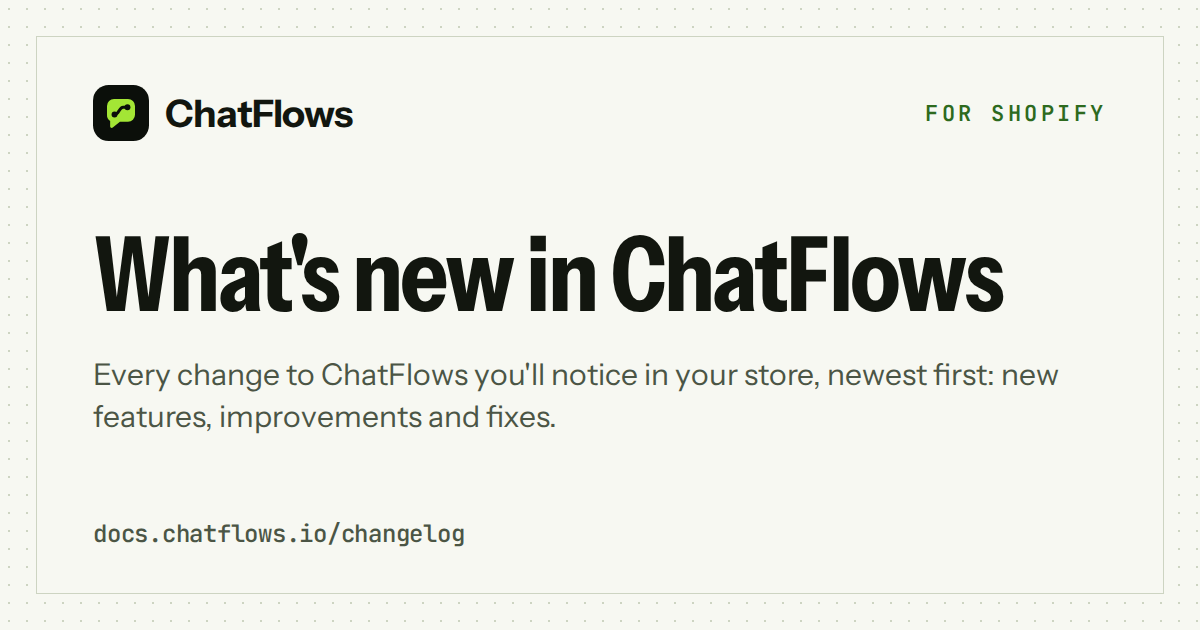 ChatFlows
FOR SHOPIFY
What's new in ChatFlows
Every change to ChatFlows you'll notice in your store, newest first: new
features, improvements and fixes.
docs.chatflows.io/changelog